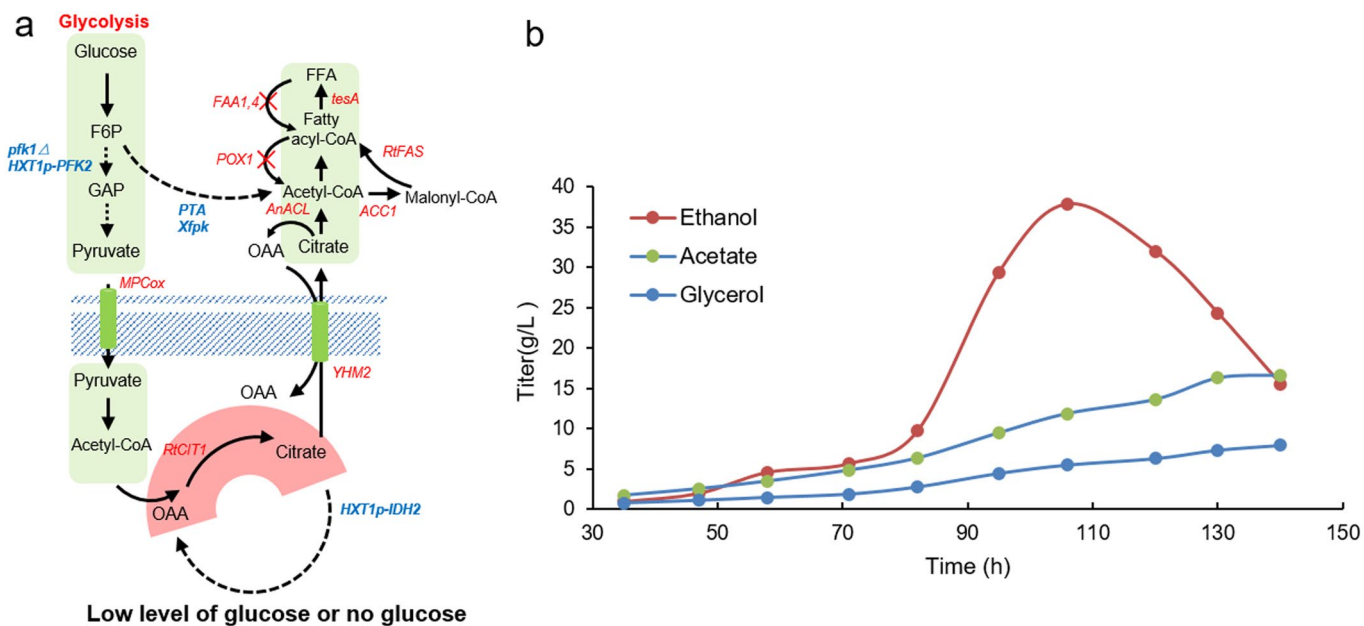 a
Glycolysis
Glucose
F6P
pfk1△
HXT1p-PFK2
GAP
Pyruvate
PTA
Xfpk
MPCox
Pyruvate
Acetyl-CoA
FFA
FAA1,4
tesA
Fatty
acyl-CoA
POX1
RtFAS
Acetyl-CoA
Malonyl-CoA
AnACL
ACC1
OAA
Citrate
YHM2
OAA
RtCIT1
Citrate
OAA
HXT1p-IDH2
Low level of glucose or no glucose
b
Titer(g/L )
40
35
30
25
20
15
10
5
0
Ethanol
Acetate
Glycerol
30
50
70
90
110
130
150
Time (h)